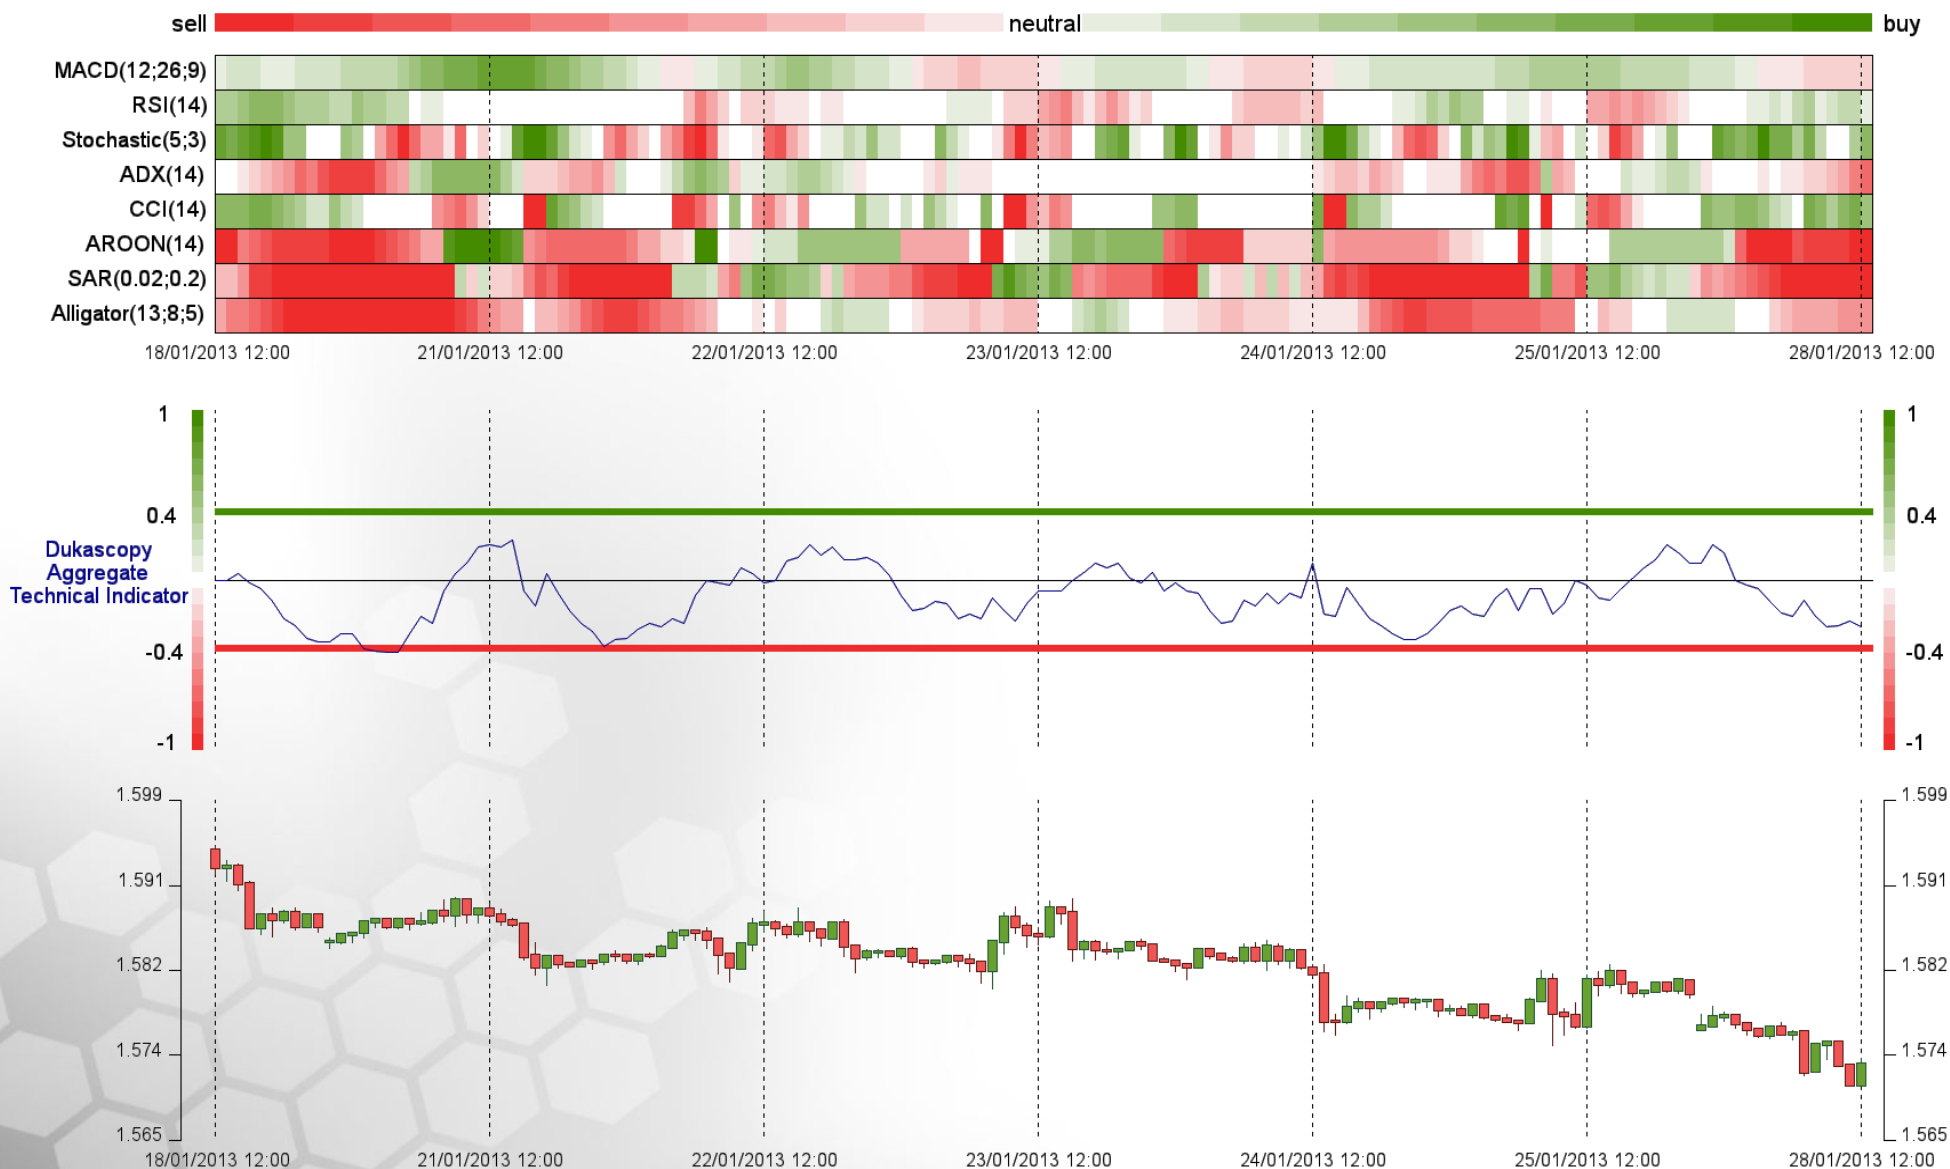 sell neutral buy
MACD(12;26;9)
RSI(14)
Stochastic(5;3)
ADX(14)
CCI(14)
AROON(14)
SAR(0.02;0.2)
Alligator(13;8;5)
18/01/2013 12:00 21/01/2013 12:00 22/01/2013 12:00 23/01/2013 12:00 24/01/2013 12:00 25/01/2013 12:00 28/01/2013 12:00
1 1
0.4 0.4
Dukascopy
Aggregate
Technical Indicator
-0.4 -0.4
-1 -1
1.599 1.599
1.591 1.591
1.582 1.582
1.574 1.574
1.565 1.565
18/01/2013 12:00 21/01/2013 12:00 22/01/2013 12:00 23/01/2013 12:00 24/01/2013 12:00 25/01/2013 12:00 28/01/2013 12:00